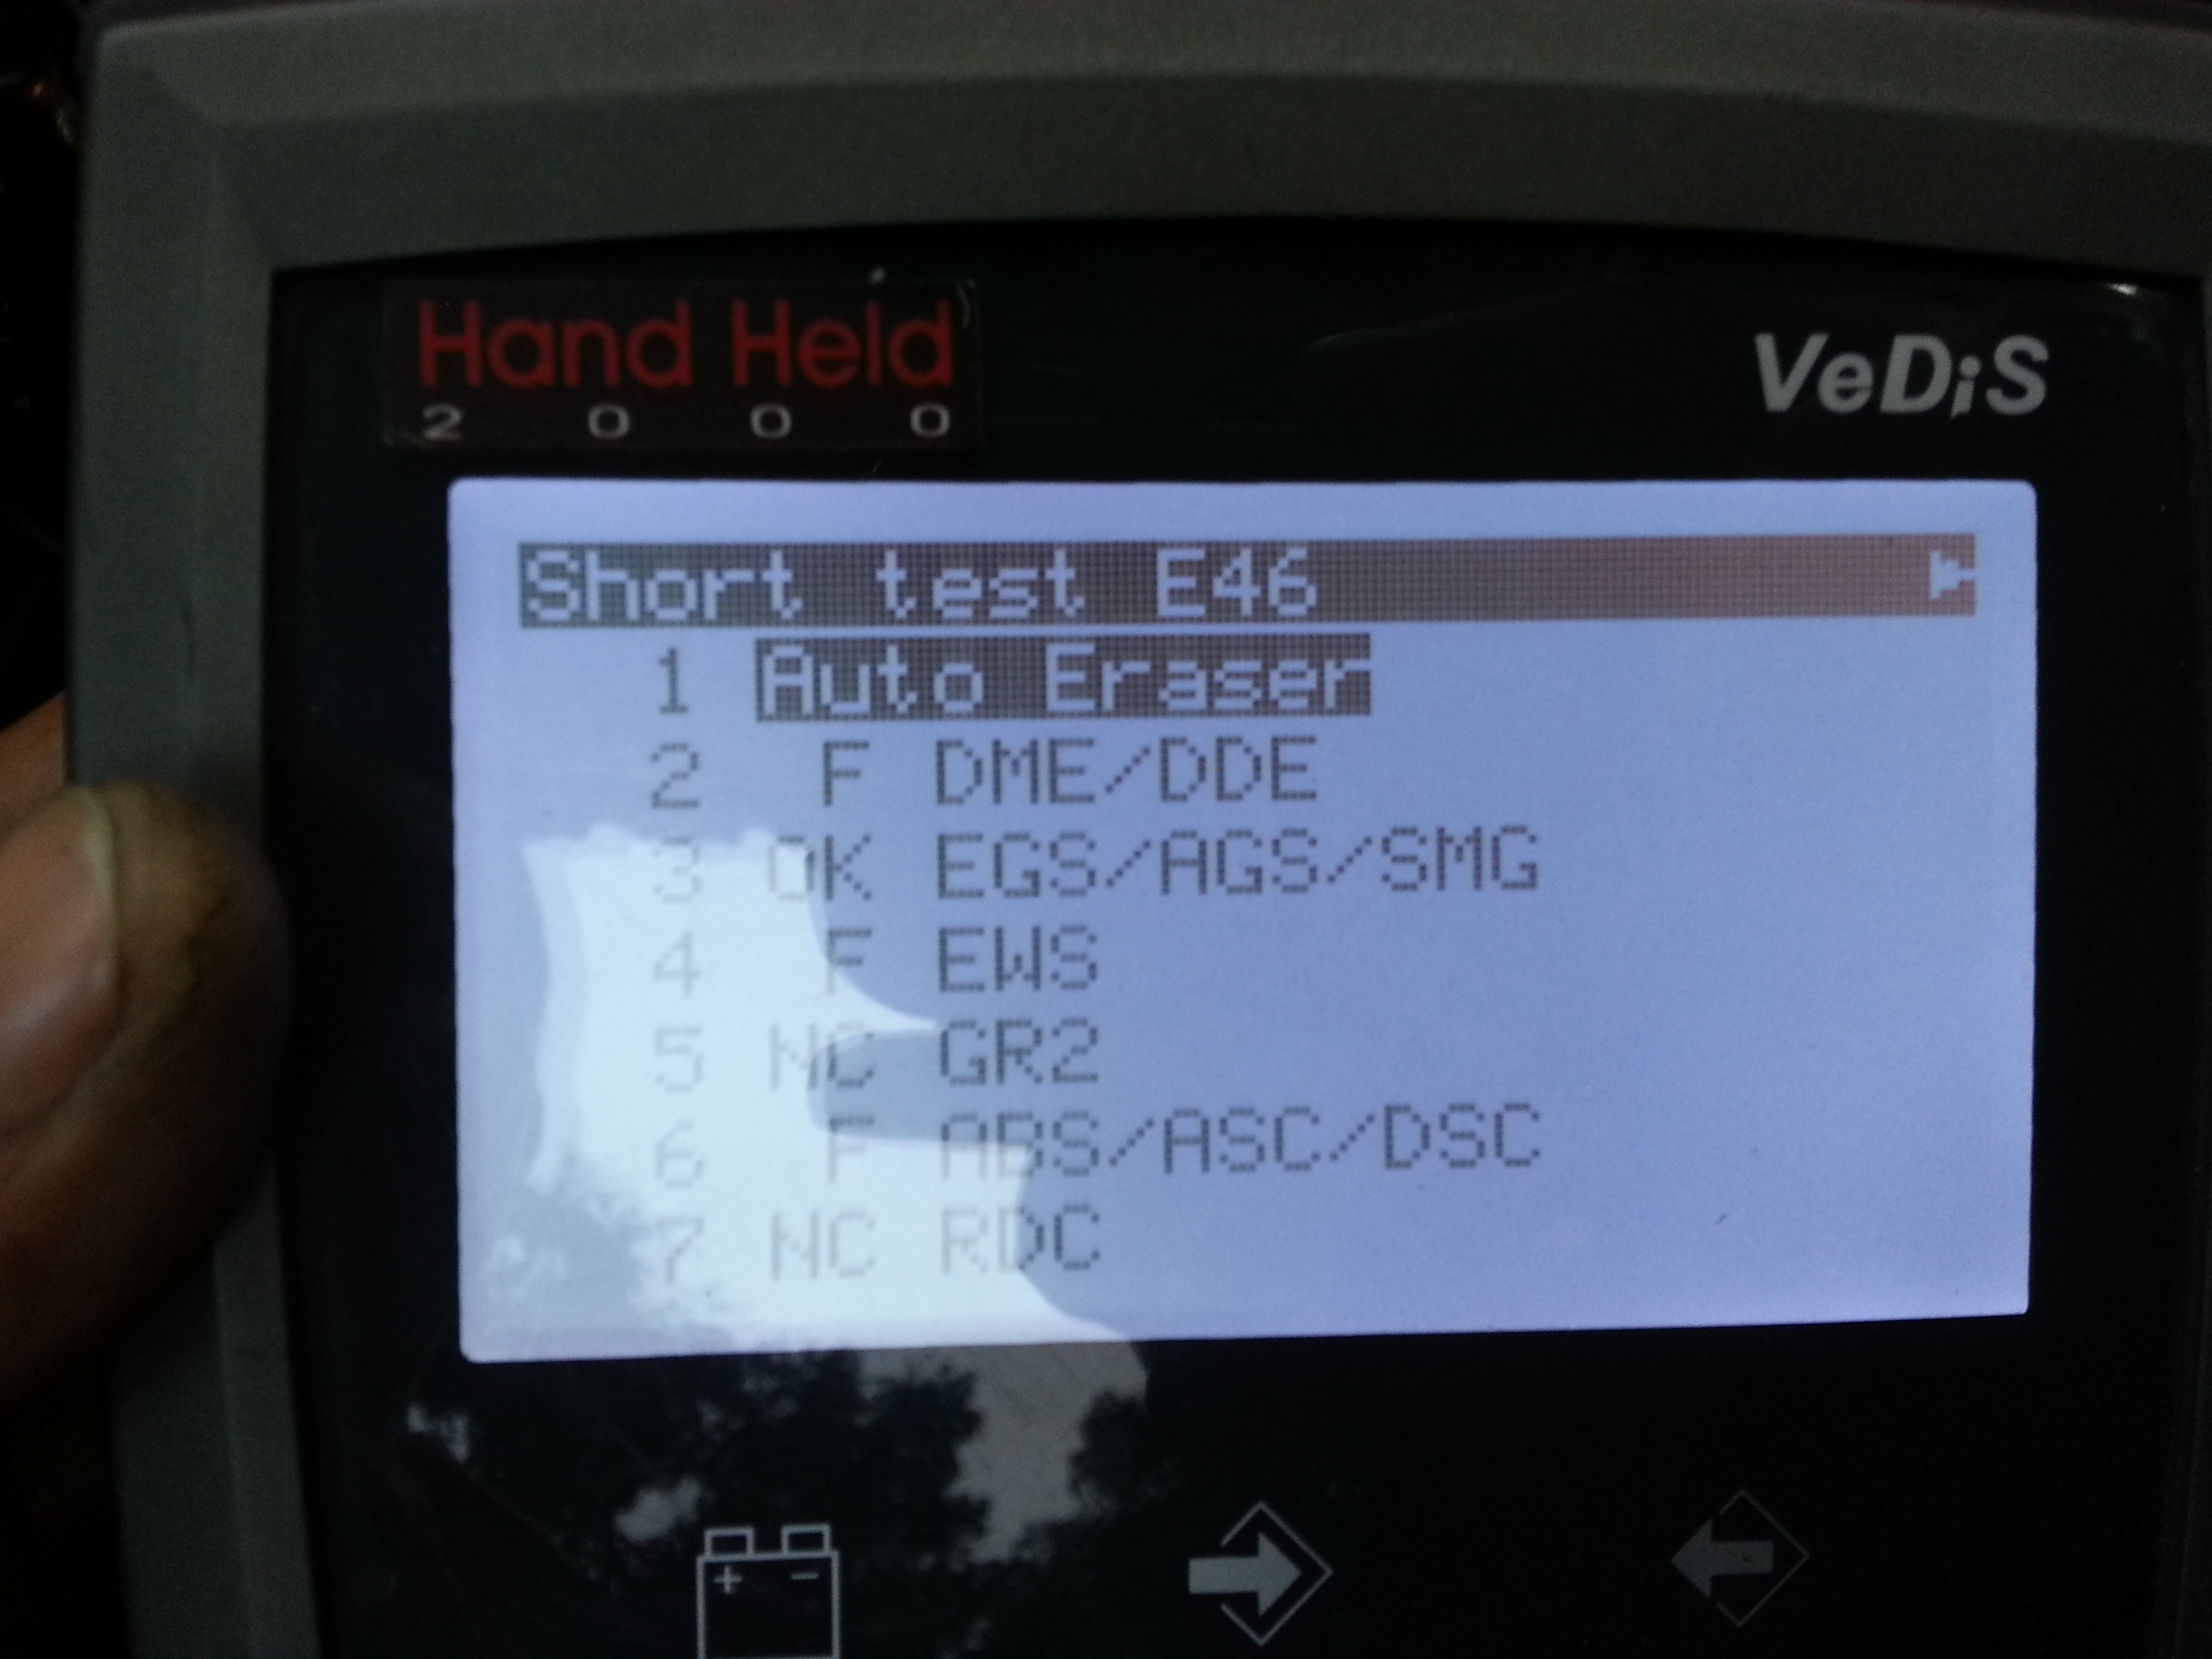 Hand Held
2 0 0 0
VeDiS
Short test E46
1 Auto Eraser
2 F DME/DDE
3 OK EGS/AGS/SMG
4 F EWS
5 NC GR2
6 F ABS/ASC/DSC
7 NC RDC
+ -